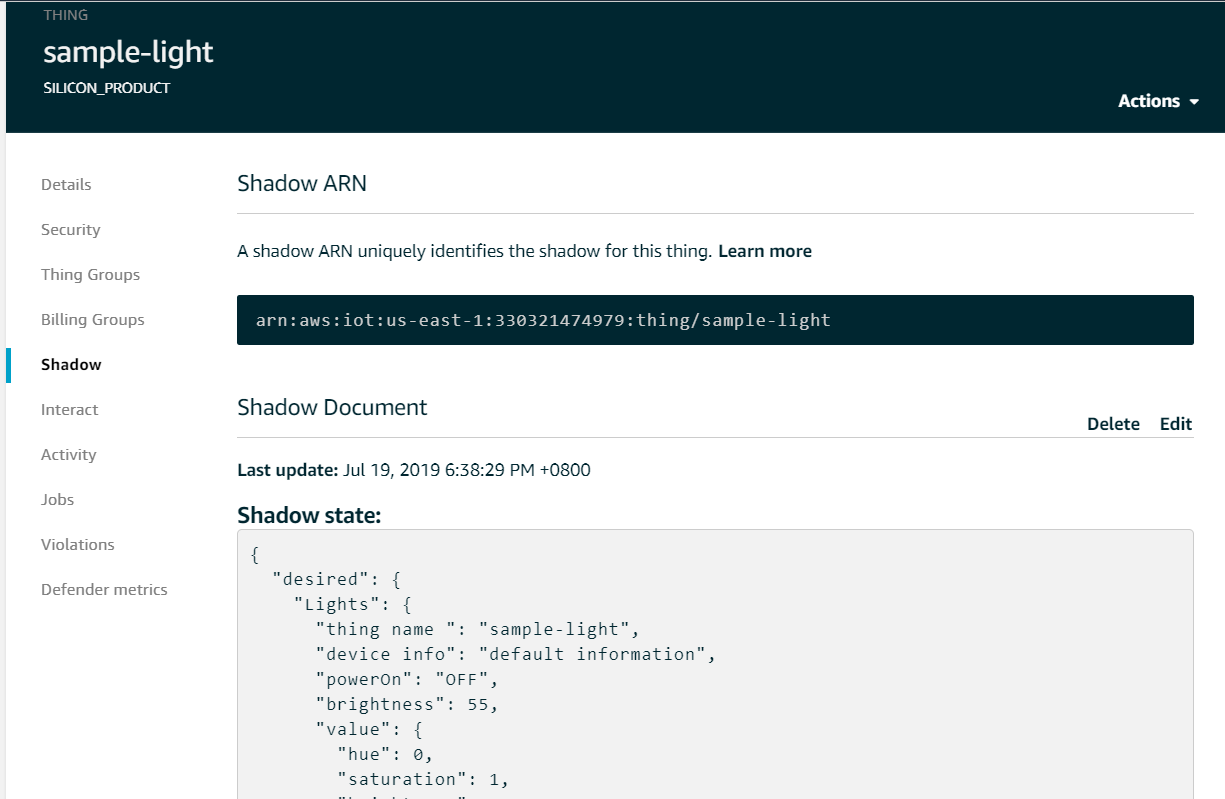 THING
sample-light
SILICON_PRODUCT
Actions
Details
Security
Thing Groups
Billing Groups
Shadow
Interact
Activity
Jobs
Violations
Defender metrics
Shadow ARN
A shadow ARN uniquely identifies the shadow for this thing. Learn more
arn:aws:iot:us-east-1:330321474979:thing/sample-light
Shadow Document
Delete Edit
Last update: Jul 19, 2019 6:38:29 PM +0800
Shadow state:
{
  "desired": {
    "Lights": {
      "thing name ": "sample-light",
      "device info": "default information",
      "powerOn": "OFF",
      "brightness": 55,
      "value": {
        "hue": 0,
        "saturation": 1,